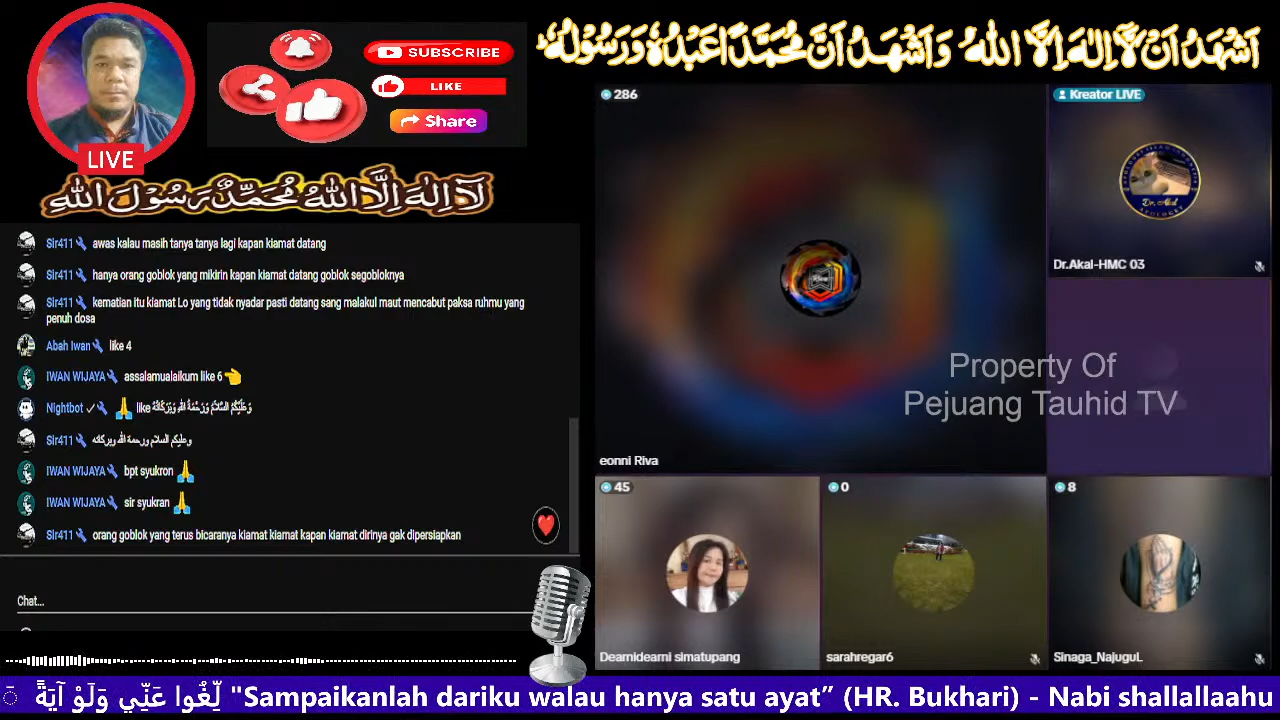 LIVE
SUBSCRIBE
LIKE
Share
اَشْهَدُ اَنْ لَّا اِلٰهَ اِلَّا اللهُ وَاَشْهَدُ اَنَّ مُحَمَّدًا عَبْدُهُ وَرَسُوْلُهُ
لَآ اِلٰهَ اِلَّا اللهُ مُحَمَّدٌ رَسُوْلُ اللهِ
Sir411 awas kalau masih tanya tanya lagi kapan kiamat datang
Sir411 hanya orang goblok yang mikirin kapan kiamat datang goblok segobloknya
Sir411 kematian itu kiamat Lo yang tidak nyadar pasti datang sang malakul maut mencabut paksa ruhmu yang
penuh dosa
Abah Iwan like 4
IWAN WIJAYA assalamualaikum like 6 👈
Nightbot 🙏 like وَعَلَيْكُمُ السَّلاَمُ وَرَحْمَةُ اللهِ وَبَرَكَاتُهُ
Sir411 وعليكم السلام ورحمة الله وبركاته
IWAN WIJAYA bpt syukron 🙏
IWAN WIJAYA sir syukran 🙏
Sir411 orang goblok yang terus bicaranya kiamat kiamat kapan kiamat dirinya gak dipersiapkan
Chat...
286
eonni Riva
Kreator LIVE
Dr. Akal
Dr.Akal-HMC 03
Property Of
Pejuang Tauhid TV
45
Dearnidearni simatupang
0
sarahregar6
8
Sinaga_NajuguL
لِّغُوا عَنِّي وَلَوْ آيَةً "Sampaikanlah dariku walau hanya satu ayat” (HR. Bukhari) - Nabi shallallaahu